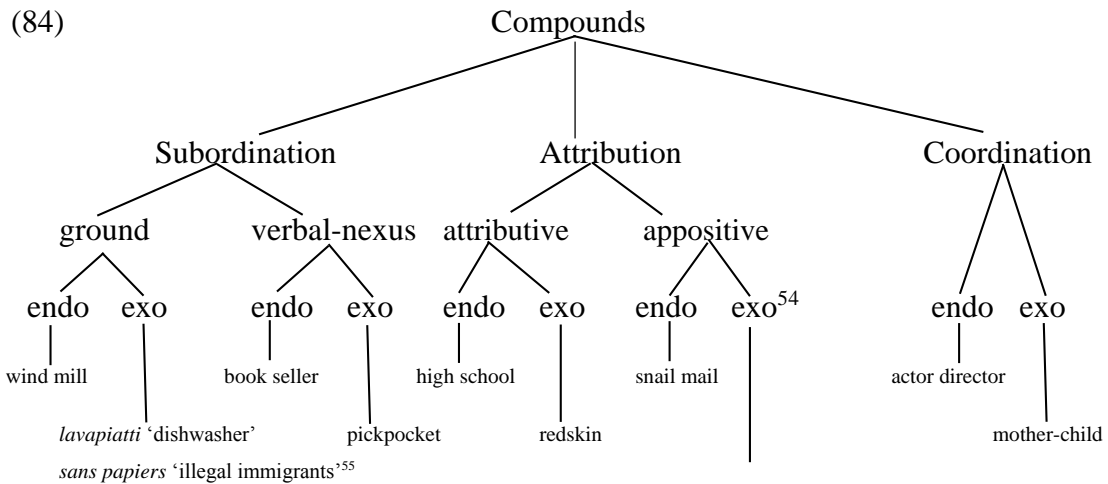 (84) Compounds
Subordination Attribution Coordination
ground verbal-nexus attributive appositive
endo exo endo exo endo exo endo exo54 endo exo
wind mill book seller high school snail mail actor director
lavapiatti ‘dishwasher’ pickpocket redskin mother-child
sans papiers ‘illegal immigrants’55